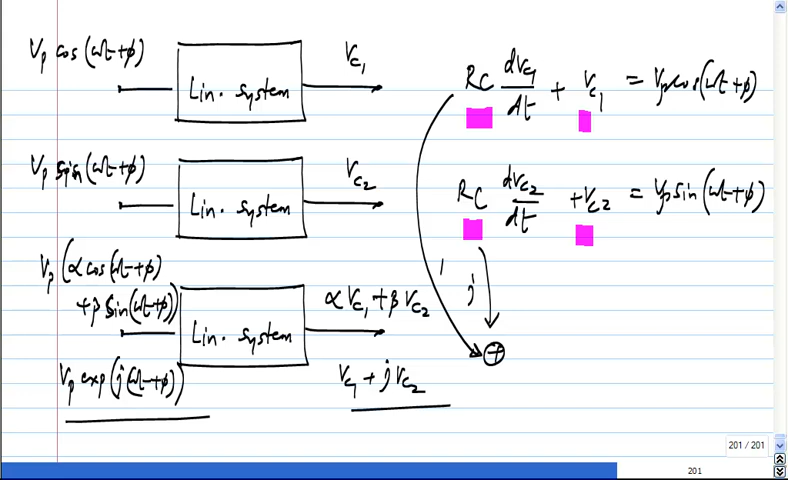 Vp cos(ωt+φ)
Lin. System
Vc1
RC dVc1/dt + Vc1 = Vp cos(ωt+φ)
Vp sin(ωt+φ)
Lin. System
Vc2
RC dVc2/dt + Vc2 = Vp sin(ωt+φ)
Vp (α cos(ωt+φ)
+β sin(ωt+φ))
Lin. System
αVc1 + βVc2
1
j
+
Vp exp(j(ωt+φ))
Vc1 + jVc2
201 / 201
201